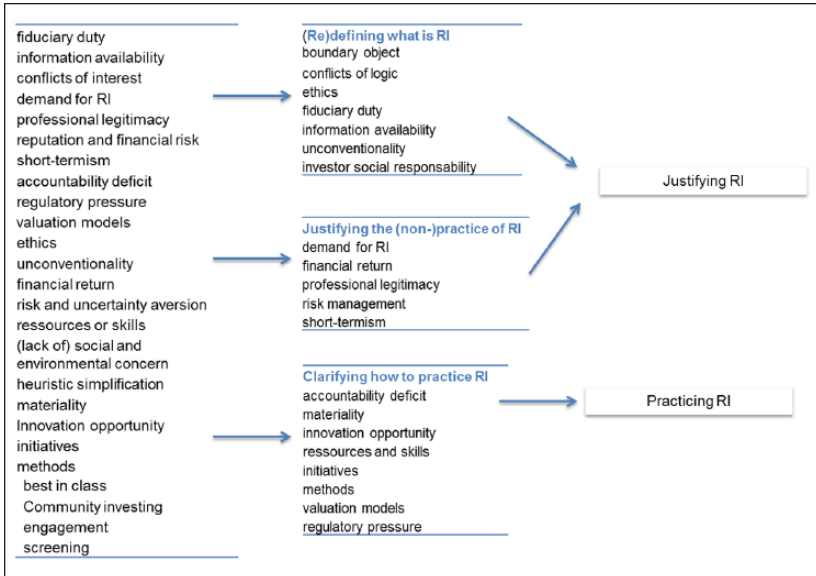 fiduciary duty
information availability
conflicts of interest
demand for RI
professional legitimacy
reputation and financial risk
short-termism
accountability deficit
regulatory pressure
valuation models
ethics
unconventionality
financial return
risk and uncertainty aversion
ressources or skills
(lack of) social and
environmental concern
heuristic simplification
materiality
Innovation opportunity
initiatives
methods
best in class
Community investing
engagement
screening
(Re)defining what is RI
boundary object
conflicts of logic
ethics
fiduciary duty
information availability
unconventionality
investor social responsability
Justifying the (non-)practice of RI
demand for RI
financial return
professional legitimacy
risk management
short-termism
Clarifying how to practice RI
accountability deficit
materiality
innovation opportunity
ressources and skills
initiatives
methods
valuation models
regulatory pressure
Justifying RI
Practicing RI